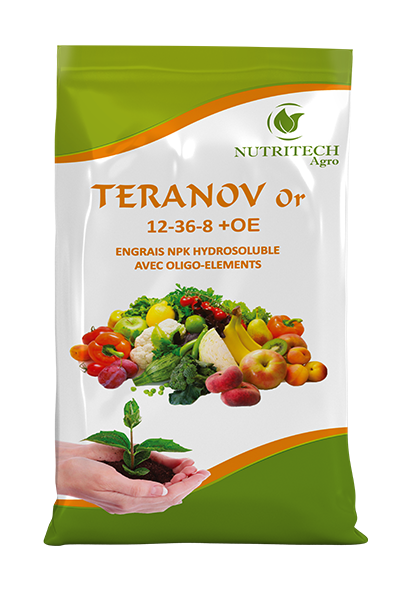 NUTRITECH
Agro
TERANOV Or
12-36-8 +OE
ENGRAIS NPK HYDROSOLUBLE
AVEC OLIGO-ELEMENTS